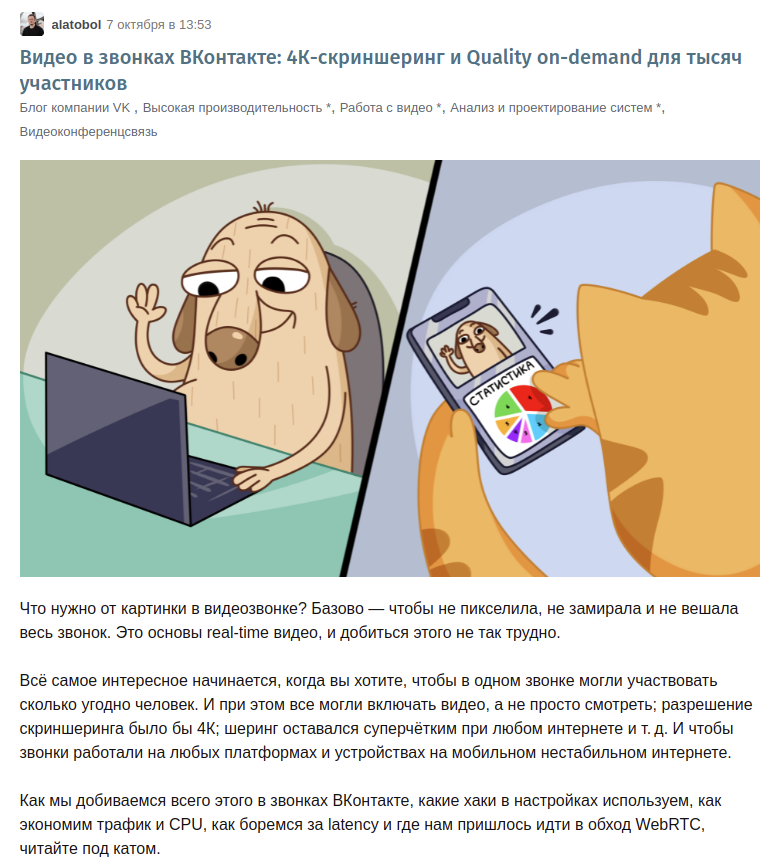 alatobol 7 октября в 13:53
Видео в звонках ВКонтакте: 4К-скриншеринг и Quality on-demand для тысяч
участников
Блог компании VK , Высокая производительность *, Работа с видео *, Анализ и проектирование систем *,
Видеоконференцсвязь
СТАТИСТИКА
Что нужно от картинки в видеозвонке? Базово — чтобы не пикселила, не замирала и не вешала
весь звонок. Это основы real-time видео, и добиться этого не так трудно.
Всё самое интересное начинается, когда вы хотите, чтобы в одном звонке могли участвовать
сколько угодно человек. И при этом все могли включать видео, а не просто смотреть; разрешение
скриншеринга было бы 4К; шеринг оставался суперчётким при любом интернете и т. д. И чтобы
звонки работали на любых платформах и устройствах на мобильном нестабильном интернете.
Как мы добиваемся всего этого в звонках ВКонтакте, какие хаки в настройках используем, как
экономим трафик и CPU, как боремся за latency и где нам пришлось идти в обход WebRTC,
читайте под катом.